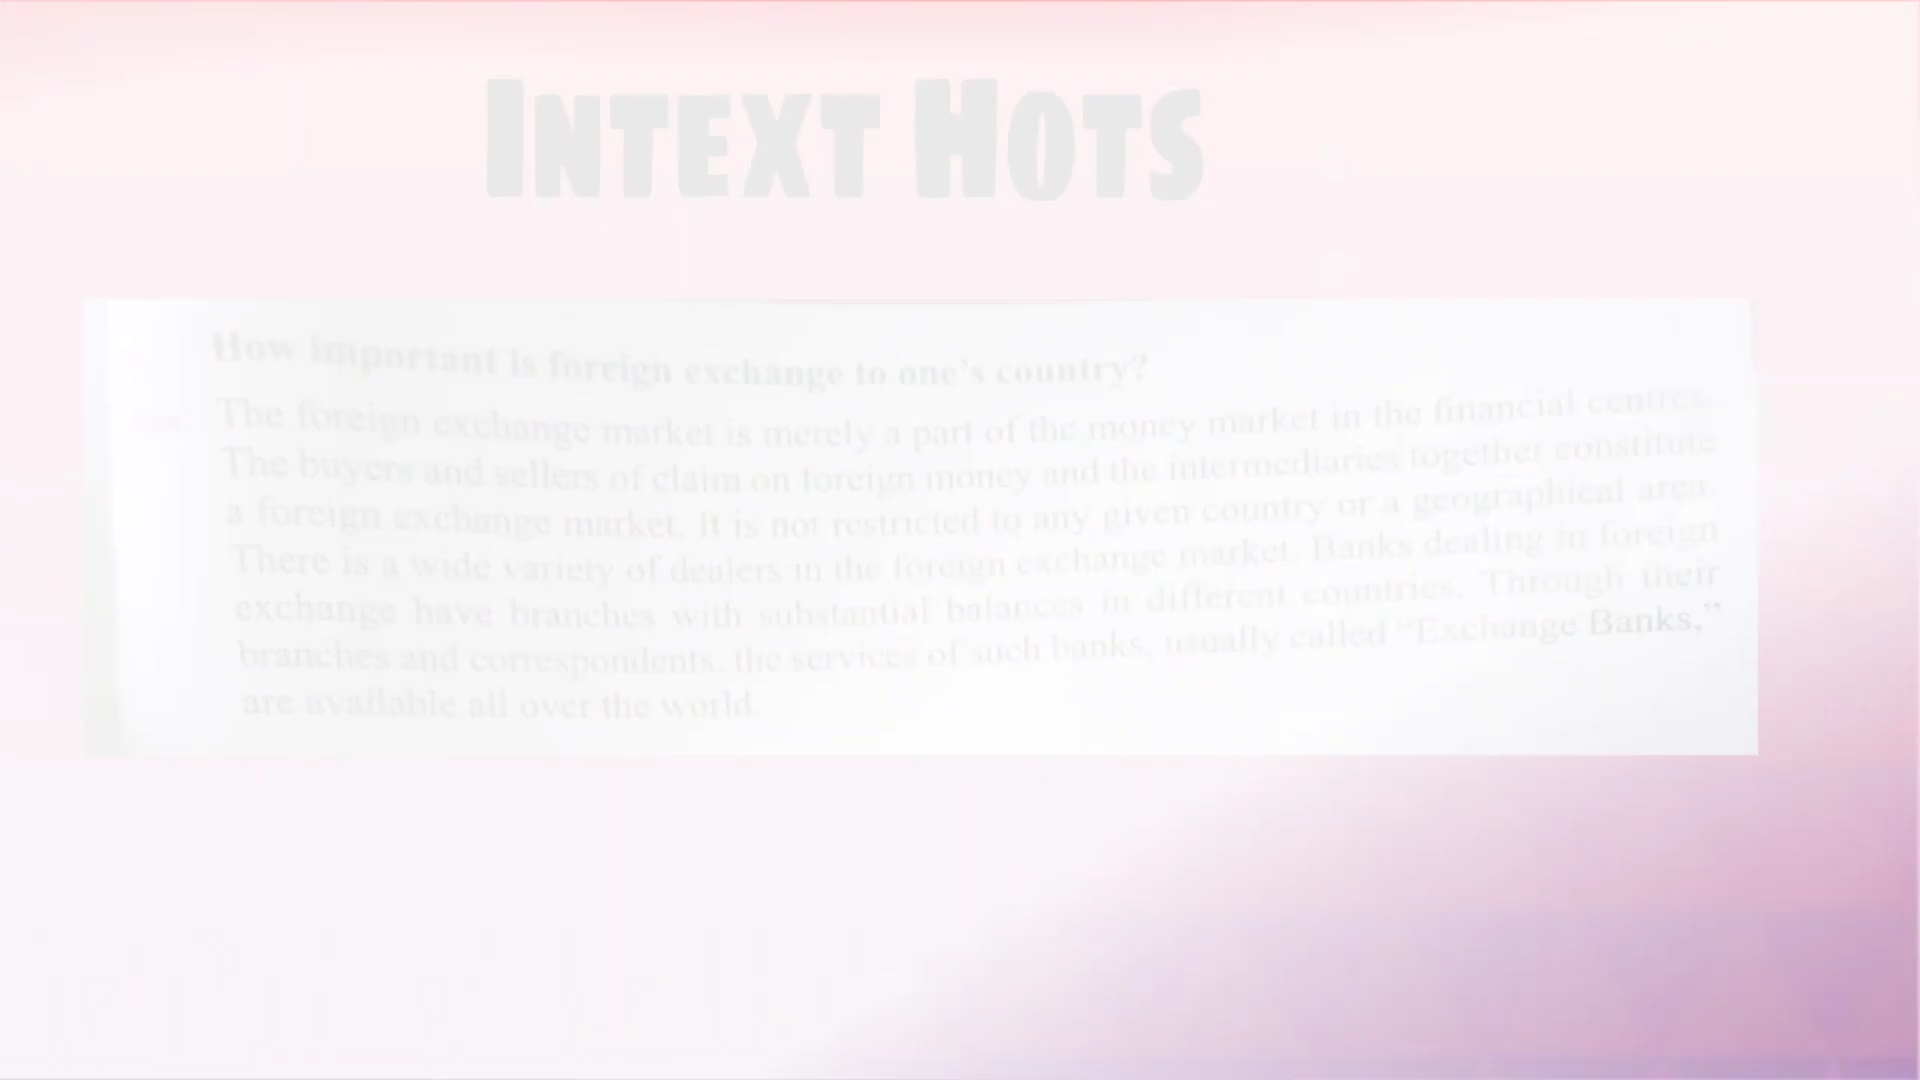 INTEXT HOTS
How important is foreign exchange to one's country?
The foreign exchange market is merely a part of the money market in the financial centres.
The buyers and sellers of claim on foreign money and the intermediaries together constitute
a foreign exchange market. It is not restricted to any given country or a geographical area.
There is a wide variety of dealers in the foreign exchange market. Banks dealing in foreign
exchange have branches with substantial balances in different countries. Through their
branches and correspondents, the services of such banks, usually called “Exchange Banks,”
are available all over the world.